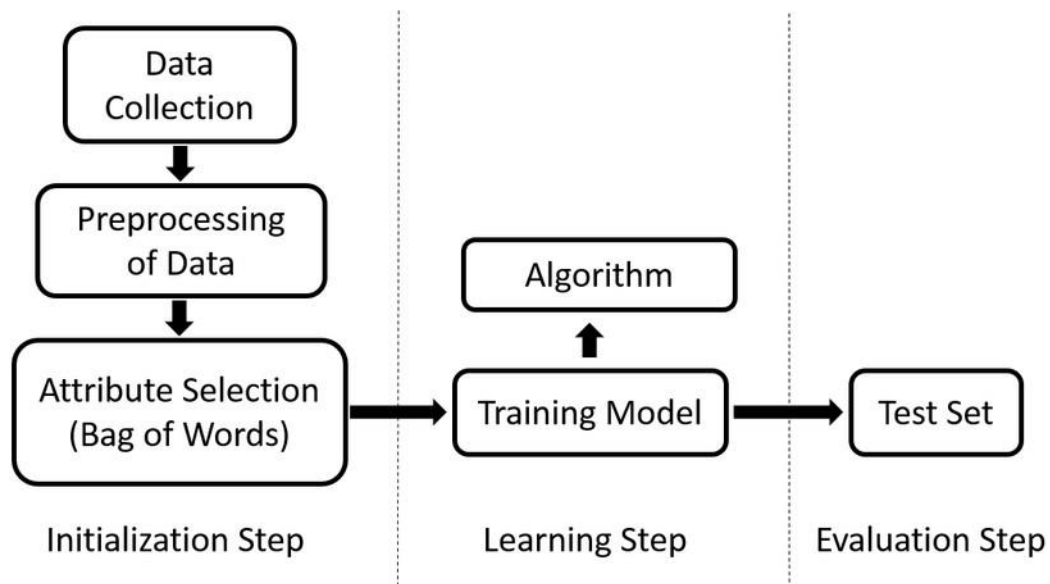 Data
Collection
Preprocessing
of Data
Attribute Selection
(Bag of Words)
Initialization Step
Algorithm
Training Model
Learning Step
Test Set
Evaluation Step